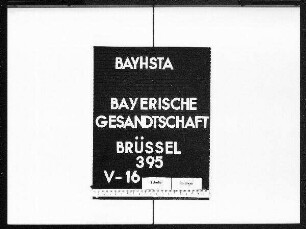 BAYHSTA
BAYERISCHE
GESANDTSCHAFT
BRÜSSEL
395
V-16